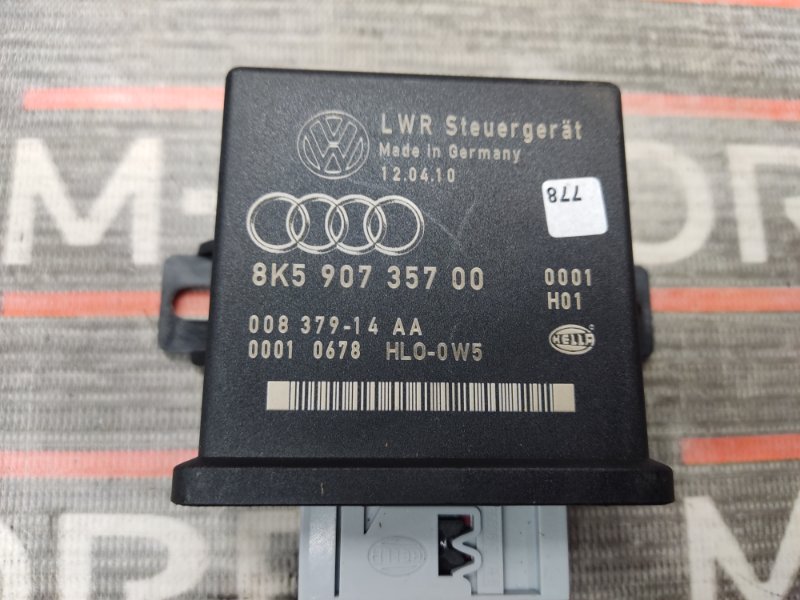 LWR Steuergerät
Made in Germany
12.04.10
778
8K5 907 357 00
0001
H01
008 379-14 AA
0001 0678 HLO-0W5
HELLA
HELLA